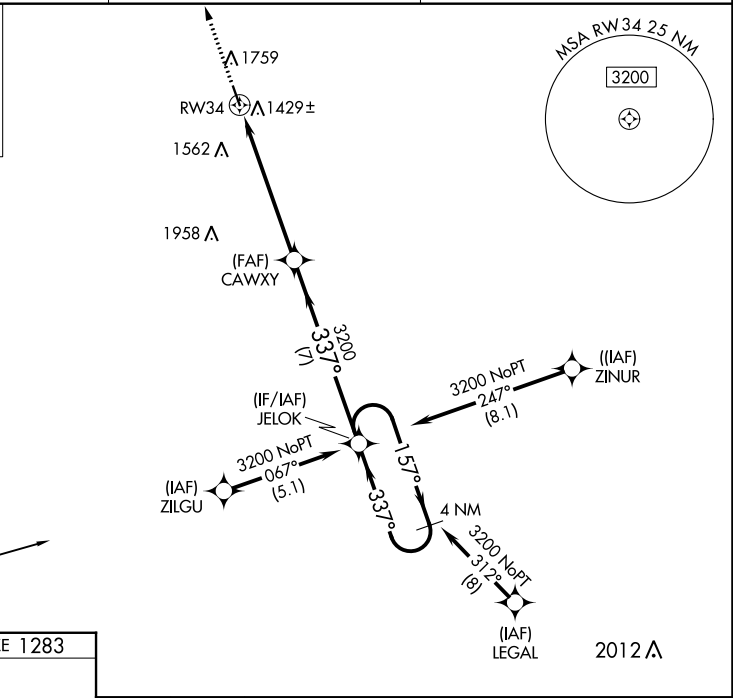 1759
MSA RW34 25 NM
3200
RW34
1429±
1562
1958
(FAF)
CAWXY
3200
337°
(7)
((IAF)
ZINUR
3200 NoPT
247°
(8.1)
(IF/IAF)
JELOK
3200 NoPT
067°
(5.1)
(IAF)
ZILGU
157°
337°
4 NM
3200 NoPT
312°
(8)
(IAF)
LEGAL
2012
E 1283